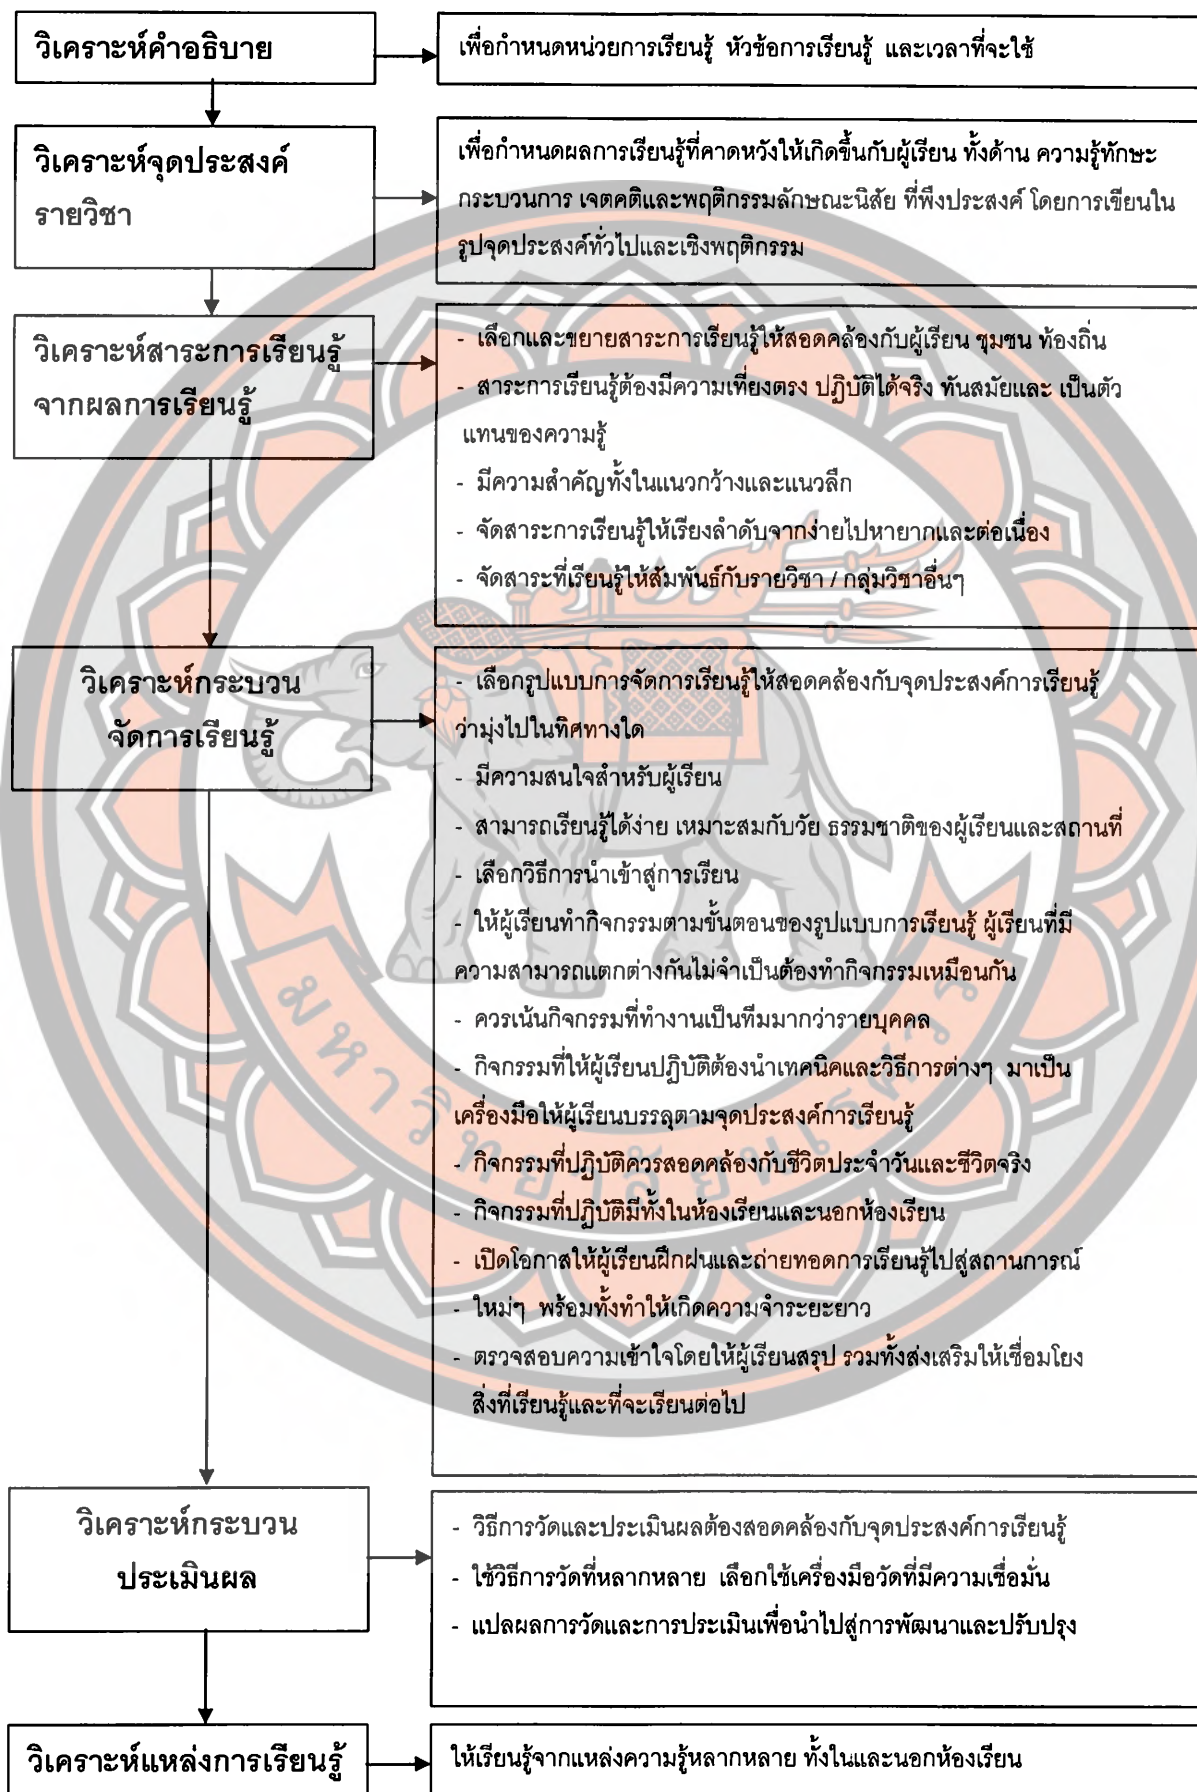 วิเคราะห์คำอธิบาย
เพื่อกำหนดหน่วยการเรียนรู้ หัวข้อการเรียนรู้ และเวลาที่จะใช้
วิเคราะห์จุดประสงค์
รายวิชา
เพื่อกำหนดผลการเรียนรู้ที่คาดหวังให้เกิดขึ้นกับผู้เรียน ทั้งด้าน ความรู้ทักษะ
กระบวนการ เจตคติและพฤติกรรมลักษณะนิสัย ที่พึงประสงค์ โดยการเขียนใน
รูปจุดประสงค์ทั่วไปและเชิงพฤติกรรม
วิเคราะห์สาระการเรียนรู้
จากผลการเรียนรู้
- เลือกและขยายสาระการเรียนรู้ให้สอดคล้องกับผู้เรียน ชุมชน ท้องถิ่น
- สาระการเรียนรู้ต้องมีความเที่ยงตรง ปฏิบัติได้จริง ทันสมัยและ เป็นตัว
แทนของความรู้
- มีความสำคัญทั้งในแนวกว้างและแนวลึก
- จัดสาระการเรียนรู้ให้เรียงลำดับจากง่ายไปหายากและต่อเนื่อง
- จัดสาระที่เรียนรู้ให้สัมพันธ์กับรายวิชา / กลุ่มวิชาอื่นๆ
วิเคราะห์กระบวน
จัดการเรียนรู้
- เลือกรูปแบบการจัดการเรียนรู้ให้สอดคล้องกับจุดประสงค์การเรียนรู้
ว่ามุ่งไปในทิศทางใด
- มีความสนใจสำหรับผู้เรียน
- สามารถเรียนรู้ได้ง่าย เหมาะสมกับวัย ธรรมชาติของผู้เรียนและสถานที่
- เลือกวิธีการนำเข้าสู่การเรียน
- ให้ผู้เรียนทำกิจกรรมตามขั้นตอนของรูปแบบการเรียนรู้ ผู้เรียนที่มี
ความสามารถแตกต่างกันไม่จำเป็นต้องทำกิจกรรมเหมือนกัน
- ควรเน้นกิจกรรมที่ทำงานเป็นทีมมากว่ารายบุคคล
- กิจกรรมที่ให้ผู้เรียนปฏิบัติต้องนำเทคนิคและวิธีการต่างๆ มาเป็น
เครื่องมือให้ผู้เรียนบรรลุตามจุดประสงค์การเรียนรู้
- กิจกรรมที่ปฏิบัติควรสอดคล้องกับชีวิตประจำวันและชีวิตจริง
- กิจกรรมที่ปฏิบัติมีทั้งในห้องเรียนและนอกห้องเรียน
- เปิดโอกาสให้ผู้เรียนฝึกฝนและถ่ายทอดการเรียนรู้ไปสู่สถานการณ์
- ใหม่ๆ พร้อมทั้งทำให้เกิดความจำระยะยาว
- ตรวจสอบความเข้าใจโดยให้ผู้เรียนสรุป รวมทั้งส่งเสริมให้เชื่อมโยง
สิ่งที่เรียนรู้และที่จะเรียนต่อไป
มหาวิทยาลัยนเรศวร
วิเคราะห์กระบวน
ประเมินผล
- วิธีการวัดและประเมินผลต้องสอดคล้องกับจุดประสงค์การเรียนรู้
- ใช้วิธีการวัดที่หลากหลาย เลือกใช้เครื่องมือวัดที่มีความเชื่อมั่น
- แปลผลการวัดและการประเมินเพื่อนำไปสู่การพัฒนาและปรับปรุง
วิเคราะห์แหล่งการเรียนรู้
ให้เรียนรู้จากแหล่งความรู้หลากหลาย ทั้งในและนอกห้องเรียน